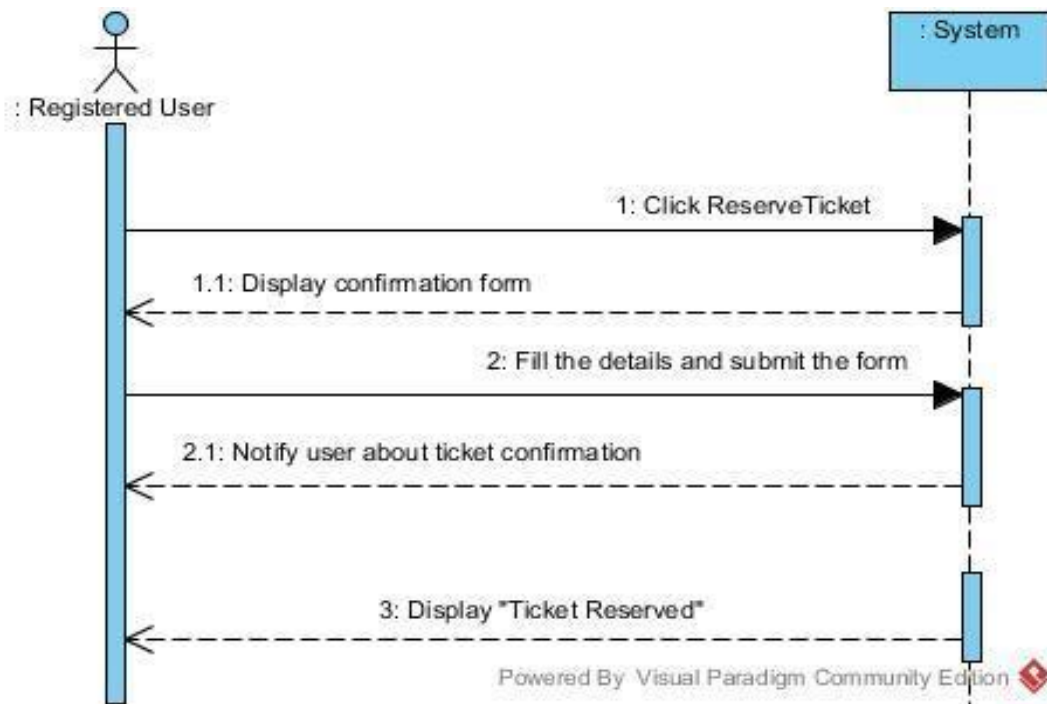 : System
: Registered User
1: Click ReserveTicket
1.1: Display confirmation form
2: Fill the details and submit the form
2.1: Notify user about ticket confirmation
3: Display "Ticket Reserved"
Powered By Visual Paradigm Community Edition